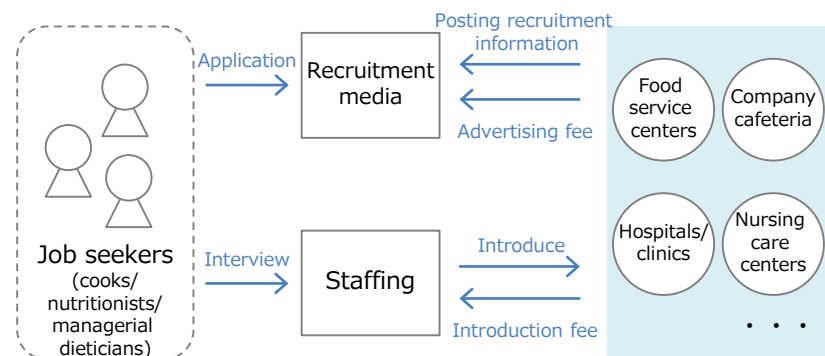 Posting recruitment
information
Application
Recruitment
media
Advertising fee
Food
service
centers
Company
cafeteria
Job seekers
(cooks/
nutritionists/
managerial
dieticians)
Interview
Staffing
Introduce
Introduction fee
Hospitals/
clinics
Nursing
care
centers
・・・